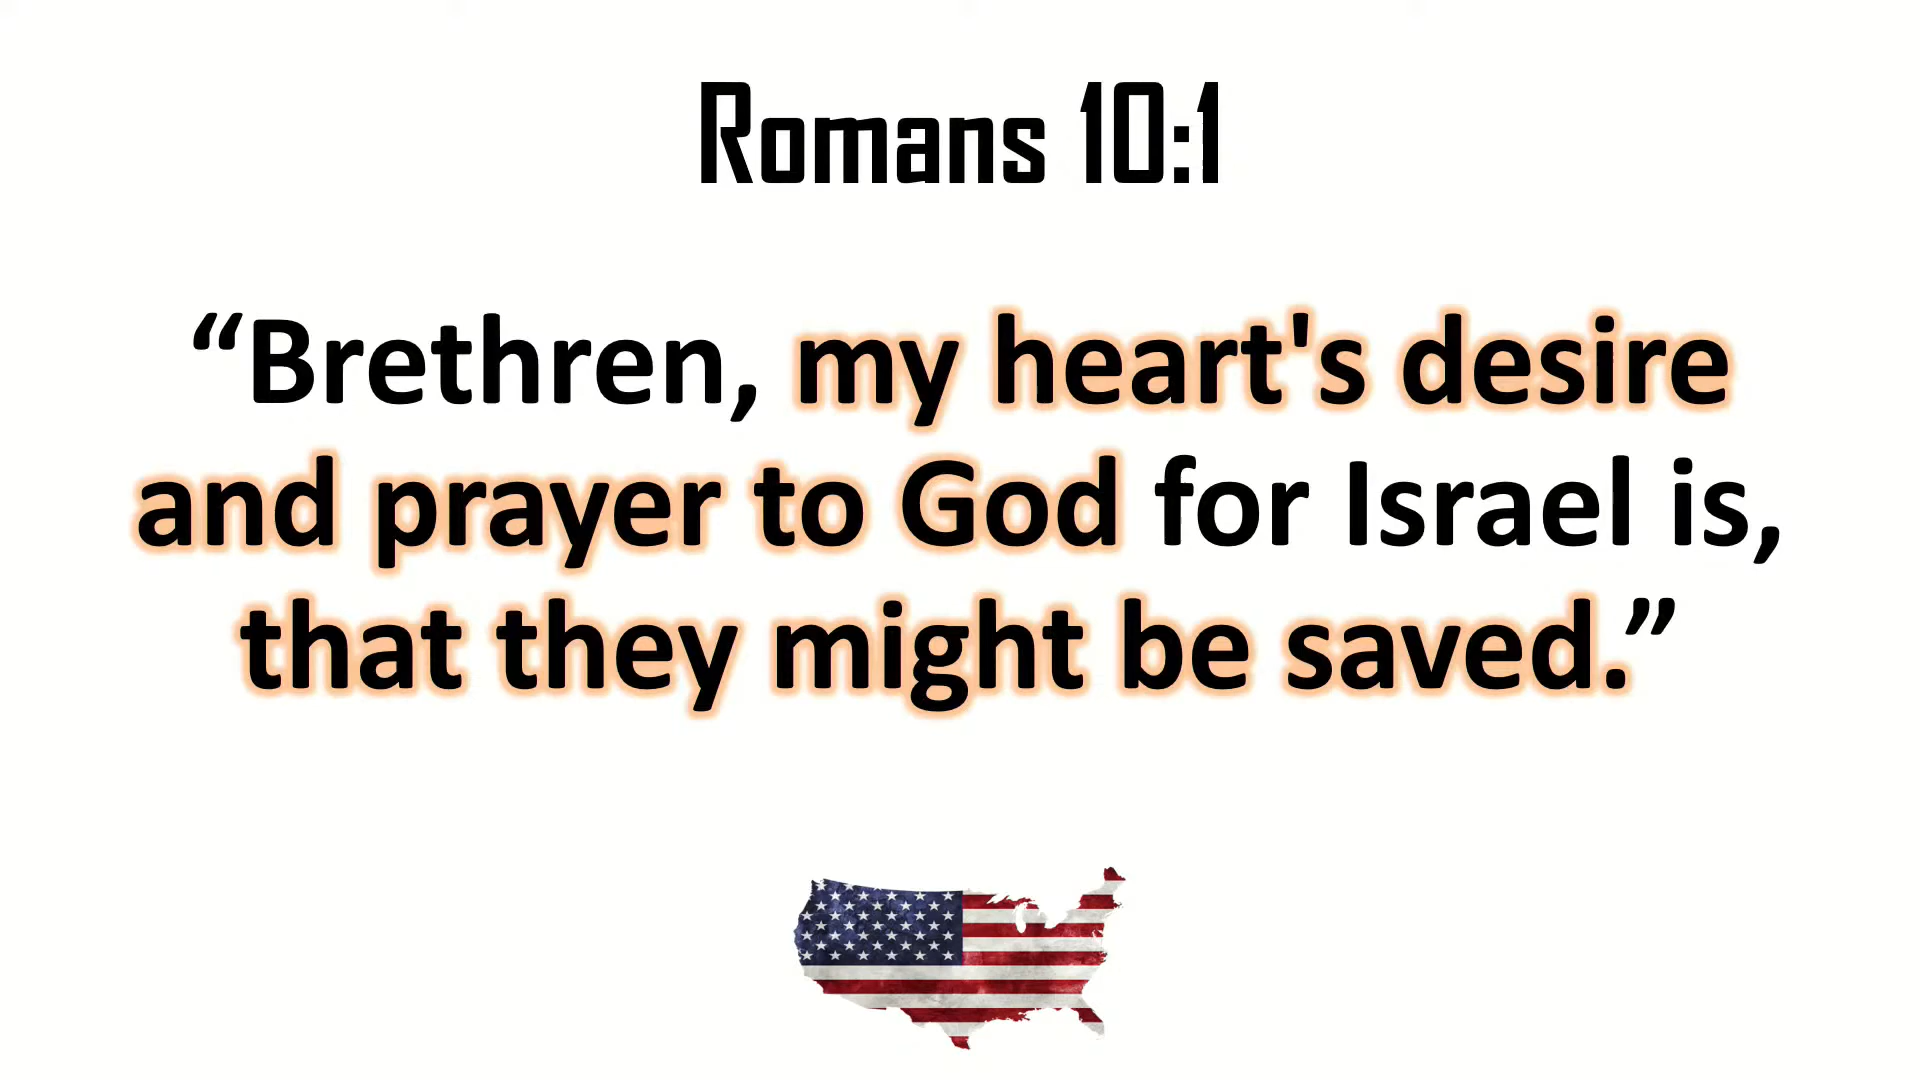 Romans 10:1
“Brethren, my heart's desire
and prayer to God for Israel is,
that they might be saved.”